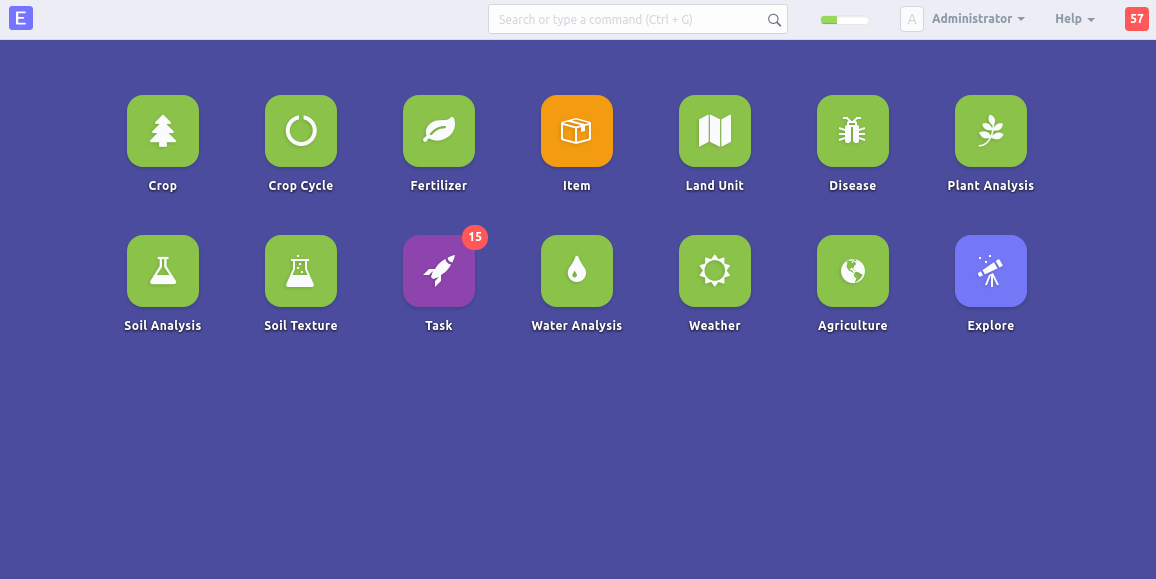 E Search or type a command (Ctrl + G) A Administrator Help 57
Crop Crop Cycle Fertilizer Item Land Unit Disease Plant Analysis
15
Soil Analysis Soil Texture Task Water Analysis Weather Agriculture Explore